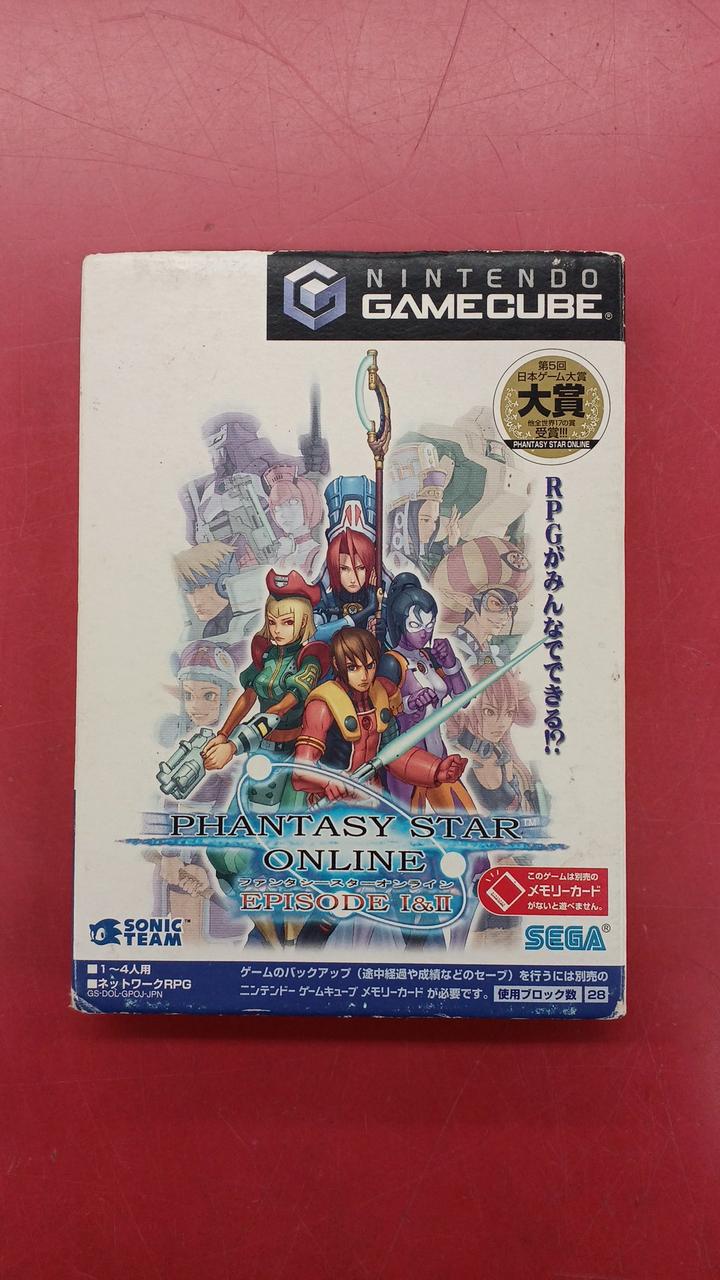 NINTENDO
GAMECUBE®
第5回
日本ゲーム大賞
大賞
他全世界17の賞
受賞!!!
PHANTASY STAR ONLINE
RPGがみんなでできる!?
PHANTASY STAR™
ONLINE
ファンタシースターオンライン
EPISODE I&II
このゲームは別売の
メモリーカード
がないと遊べません。
SONIC™
TEAM
SEGA®
■1〜4人用
■ネットワークRPG
GS-DOL-GPOJ-JPN
ゲームのバックアップ(途中経過や成績などのセーブ)を行うには別売の
ニンテンドーゲームキューブ メモリーカード が必要です。 使用ブロック数 28